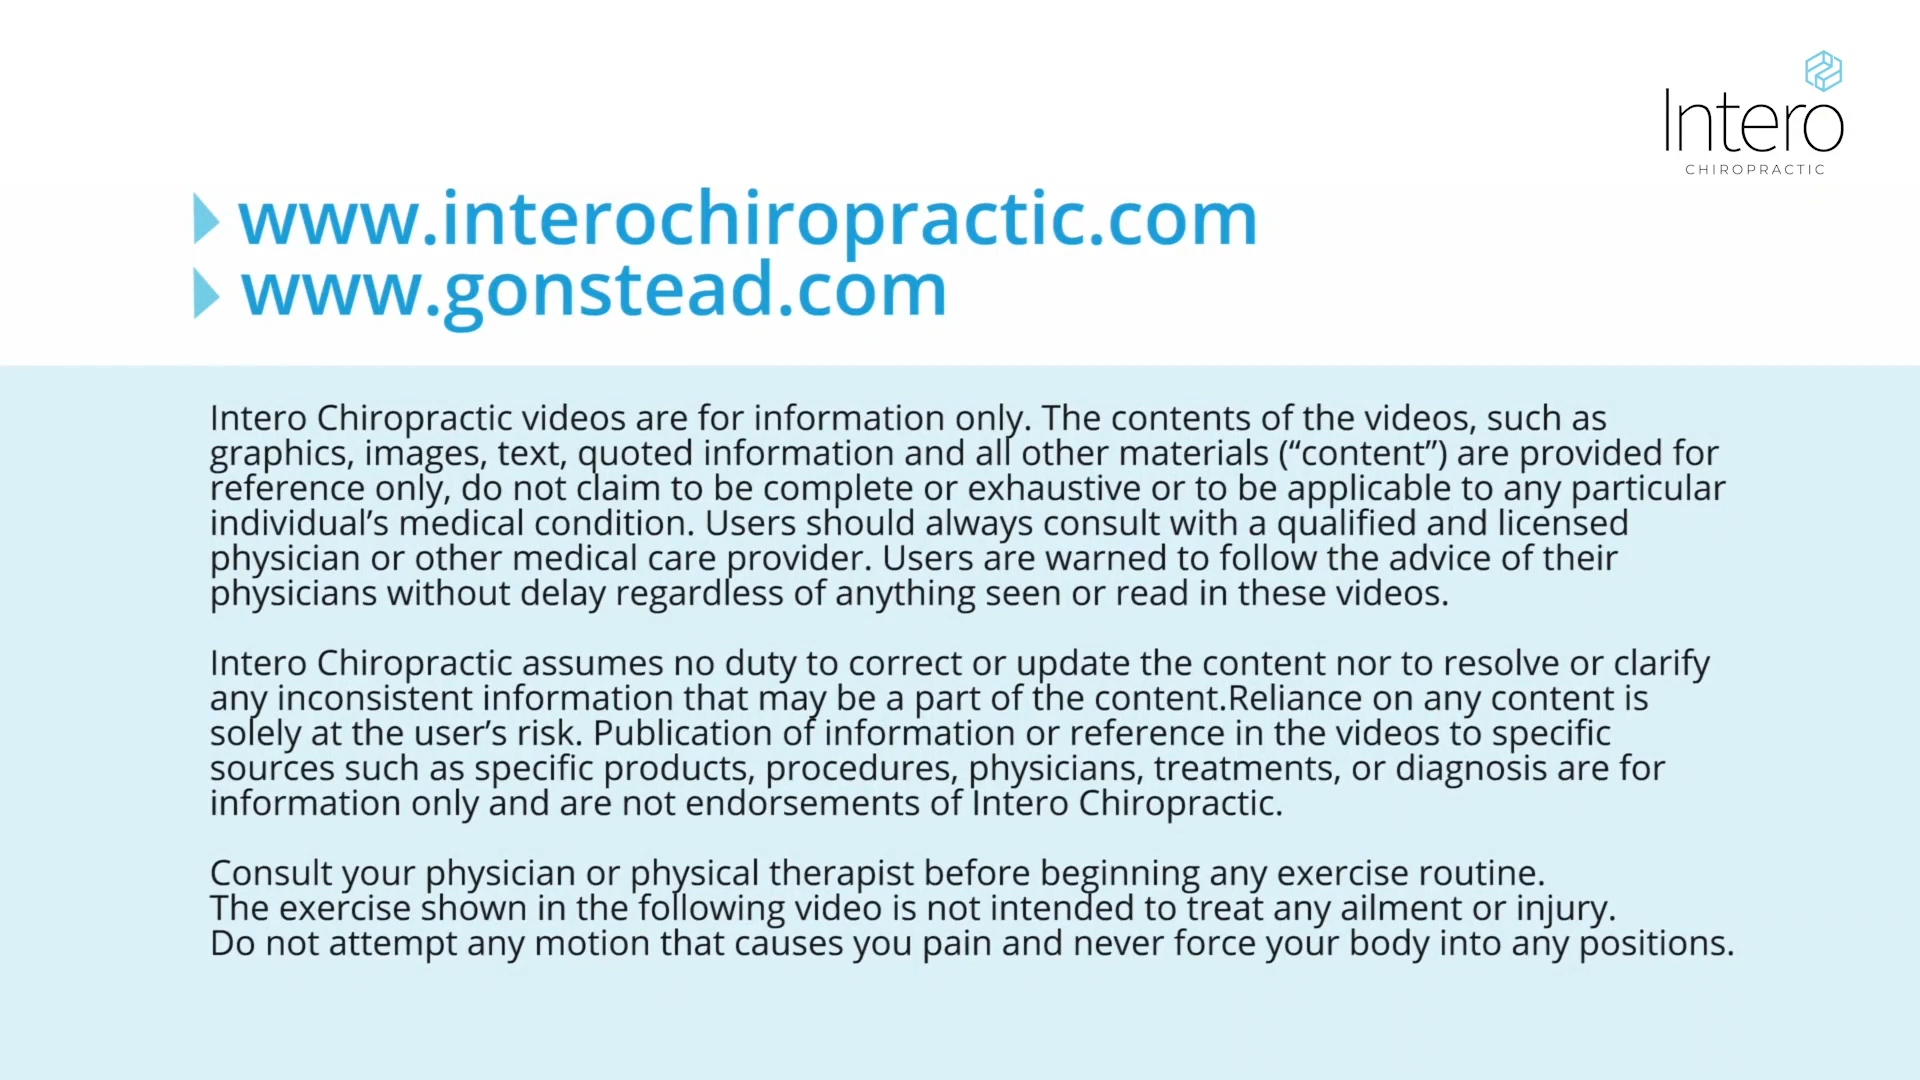 Intero
CHIROPRACTIC
www.interochiropractic.com
www.gonstead.com
Intero Chiropractic videos are for information only. The contents of the videos, such as
graphics, images, text, quoted information and all other materials (“content”) are provided for
reference only, do not claim to be complete or exhaustive or to be applicable to any particular
individual’s medical condition. Users should always consult with a qualified and licensed
physician or other medical care provider. Users are warned to follow the advice of their
physicians without delay regardless of anything seen or read in these videos.
Intero Chiropractic assumes no duty to correct or update the content nor to resolve or clarify
any inconsistent information that may be a part of the content.Reliance on any content is
solely at the user’s risk. Publication of information or reference in the videos to specific
sources such as specific products, procedures, physicians, treatments, or diagnosis are for
information only and are not endorsements of Intero Chiropractic.
Consult your physician or physical therapist before beginning any exercise routine.
The exercise shown in the following video is not intended to treat any ailment or injury.
Do not attempt any motion that causes you pain and never force your body into any positions.